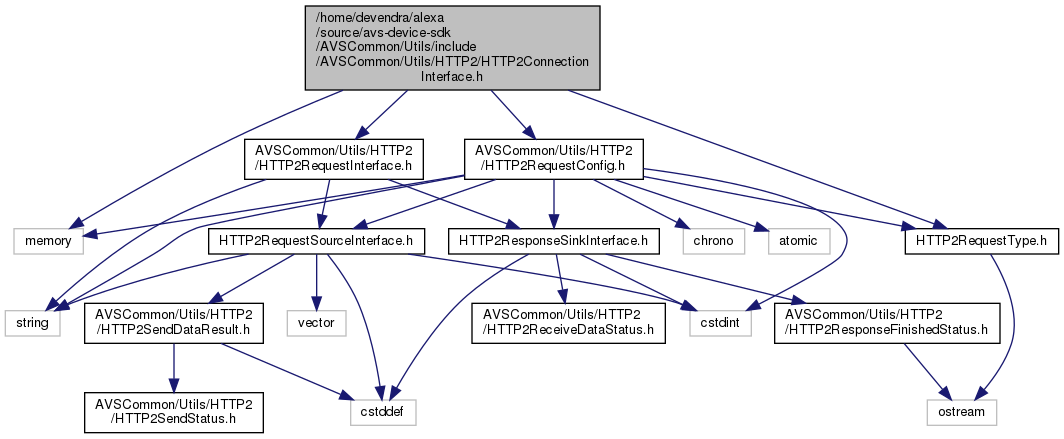 /home/devendra/alexa
/source/avs-device-sdk
/AVSCommon/Utils/include
/AVSCommon/Utils/HTTP2/HTTP2Connection
Interface.h
AVSCommon/Utils/HTTP2
/HTTP2RequestInterface.h
AVSCommon/Utils/HTTP2
/HTTP2RequestConfig.h
memory
HTTP2RequestSourceInterface.h
HTTP2ResponseSinkInterface.h
chrono
atomic
HTTP2RequestType.h
string
AVSCommon/Utils/HTTP2
/HTTP2SendDataResult.h
vector
AVSCommon/Utils/HTTP2
/HTTP2ReceiveDataStatus.h
cstdint
AVSCommon/Utils/HTTP2
/HTTP2ResponseFinishedStatus.h
AVSCommon/Utils/HTTP2
/HTTP2SendStatus.h
cstddef
ostream